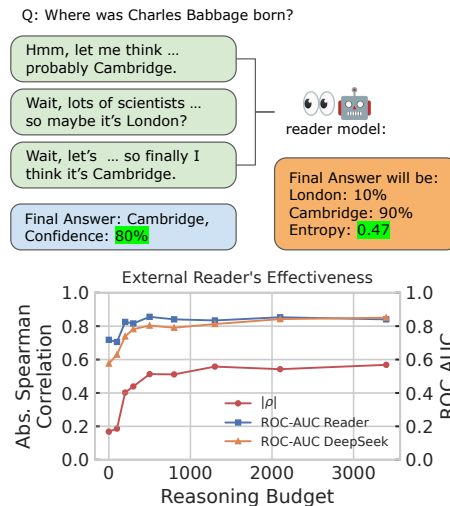 Q: Where was Charles Babbage born?
Hmm, let me think ...
probably Cambridge.
Wait, lots of scientists ...
so maybe it's London?
Wait, let's ... so finally I
think it's Cambridge.
reader model:
Final Answer: Cambridge,
Confidence: 80%
Final Answer will be:
London: 10%
Cambridge: 90%
Entropy: 0.47
External Reader's Effectiveness
Abs. Spearman
Correlation
1.0
0.8
0.6
0.4
0.2
0.0
|ρ|
ROC-AUC Reader
ROC-AUC DeepSeek
1.0
0.8
0.6
0.4
0.2
0.0
ROC AUC
0 1000 2000 3000
Reasoning Budget